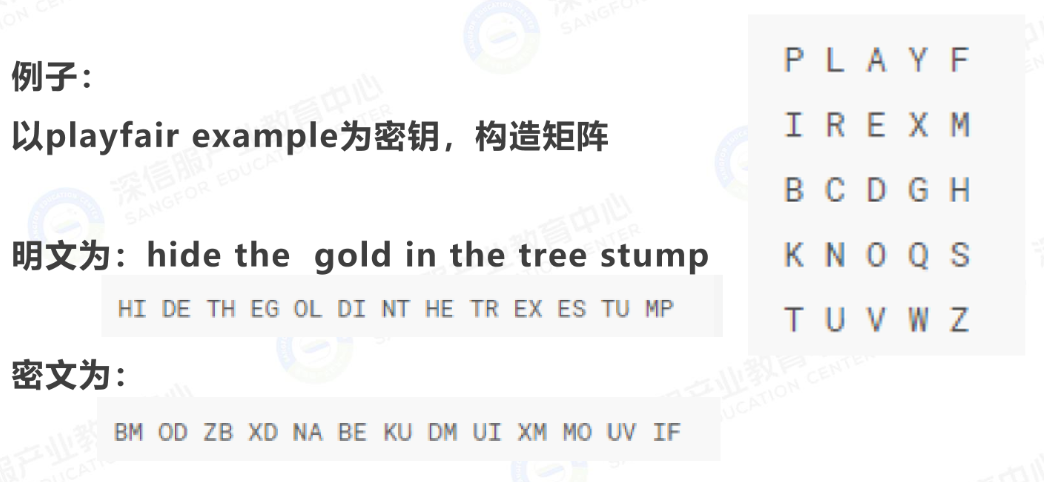 例子：
以playfair example为密钥，构造矩阵
明文为：hide the  gold in the tree stump
HI DE TH EG OL DI NT HE TR EX ES TU MP
密文为：
BM OD ZB XD NA BE KU DM UI XM MO UV IF
P L A Y F
I R E X M
B C D G H
K N O Q S
T U V W Z
深信服产业教育中心
SANGFOR EDUCATION CENTER